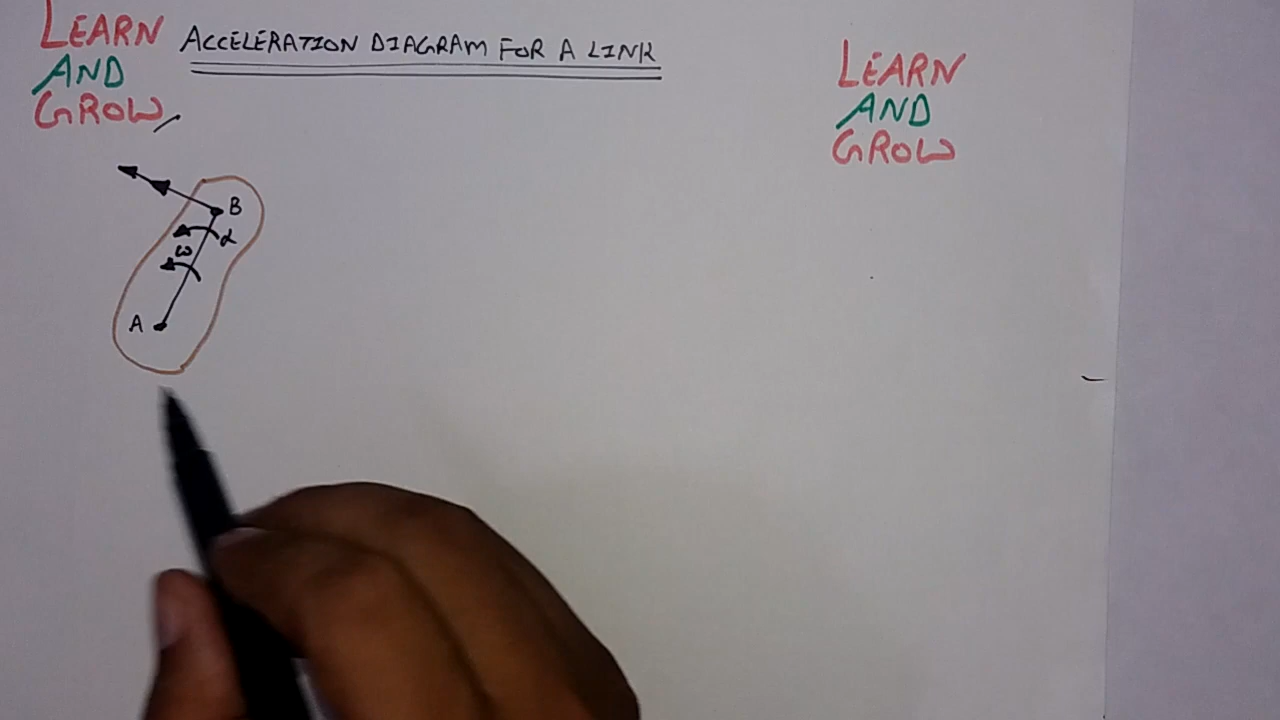 LEARN
AND
GROW
ACCELERATION DIAGRAM FOR A LINK
LEARN
AND
GROW
B
α
ω
A